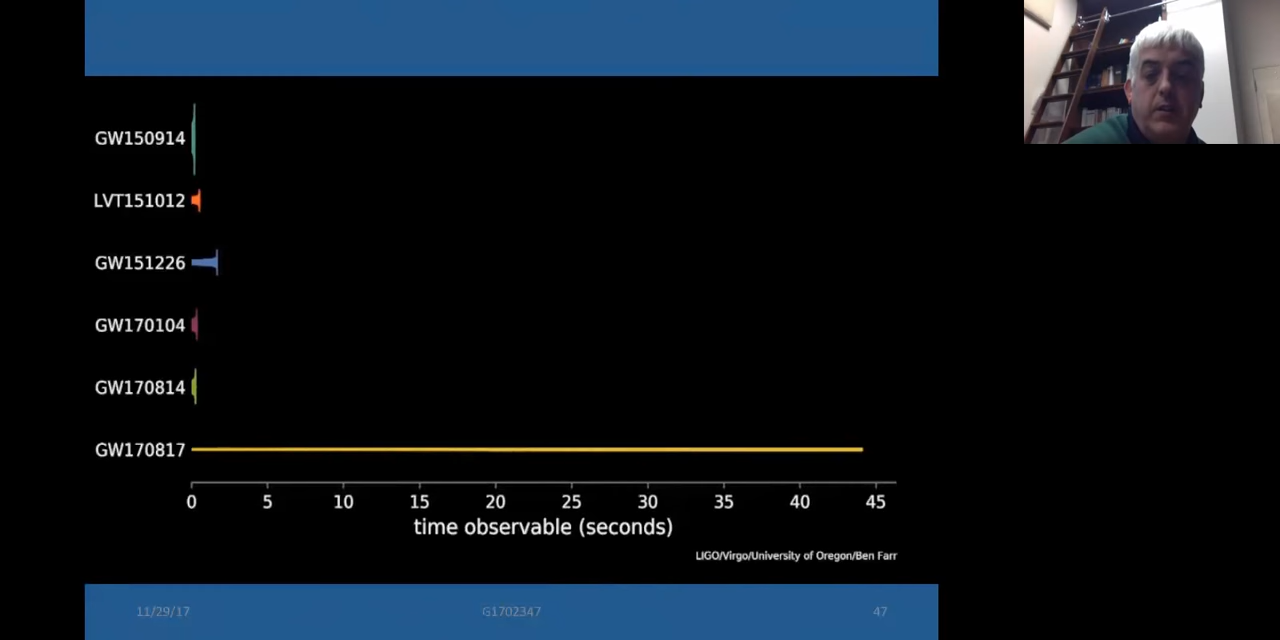 GW150914
LVT151012
GW151226
GW170104
GW170814
GW170817
0 5 10 15 20 25 30 35 40 45
time observable (seconds)
LIGO/Virgo/University of Oregon/Ben Farr
11/29/17 G1702347 47